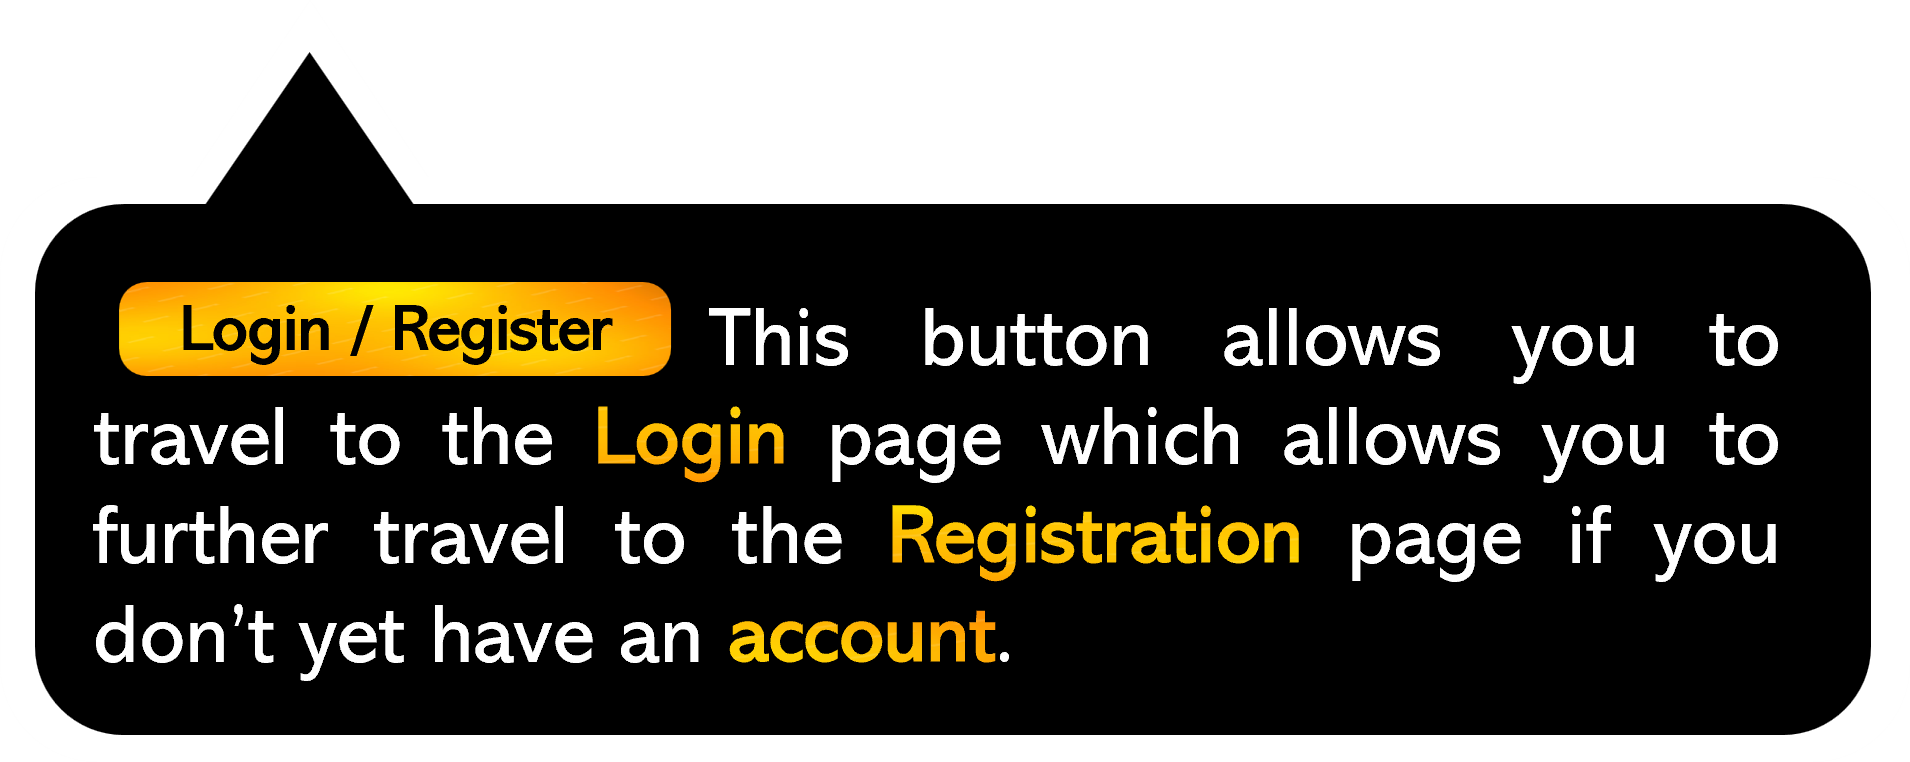 Login / Register This button allows you to
travel to the Login page which allows you to
further travel to the Registration page if you
don’t yet have an account.